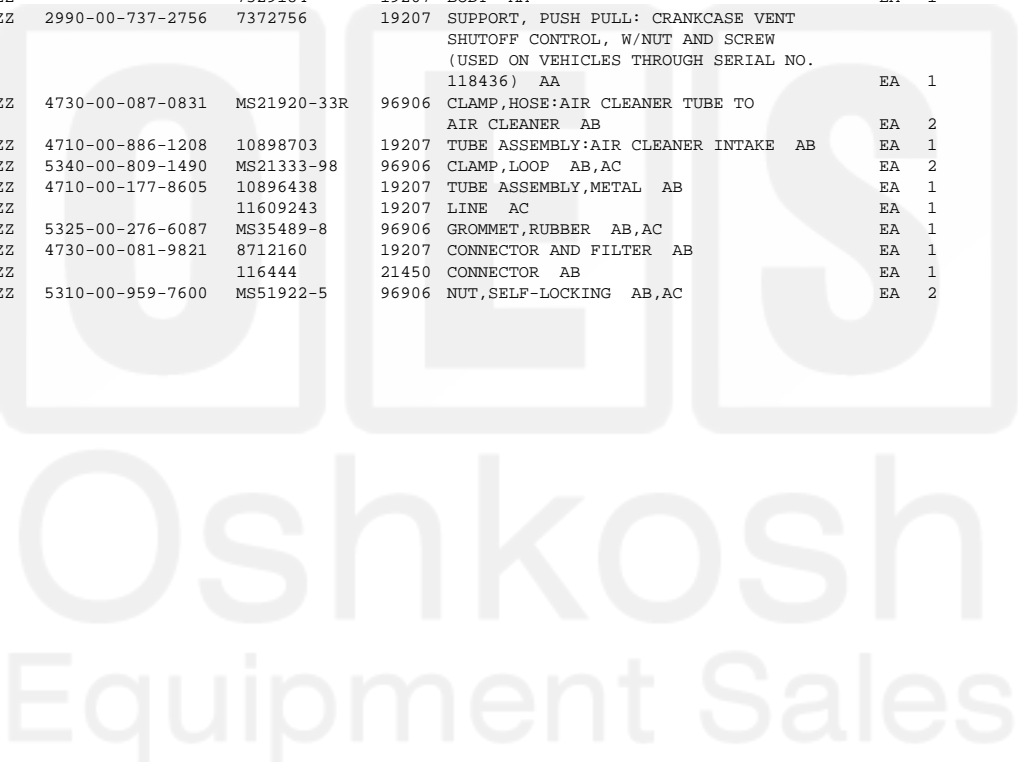 ZZ 2990-00-737-2756 7372756 19207 SUPPORT, PUSH PULL: CRANKCASE VENT
SHUTOFF CONTROL, W/NUT AND SCREW
(USED ON VEHICLES THROUGH SERIAL NO.
118436) AA EA 1
ZZ 4730-00-087-0831 MS21920-33R 96906 CLAMP,HOSE:AIR CLEANER TUBE TO
AIR CLEANER AB EA 2
ZZ 4710-00-886-1208 10898703 19207 TUBE ASSEMBLY:AIR CLEANER INTAKE AB EA 1
ZZ 5340-00-809-1490 MS21333-98 96906 CLAMP,LOOP AB,AC EA 2
ZZ 4710-00-177-8605 10896438 19207 TUBE ASSEMBLY,METAL AB EA 1
ZZ 11609243 19207 LINE AC EA 1
ZZ 5325-00-276-6087 MS35489-8 96906 GROMMET,RUBBER AB,AC EA 1
ZZ 4730-00-081-9821 8712160 19207 CONNECTOR AND FILTER AB EA 1
ZZ 116444 21450 CONNECTOR AB EA 1
ZZ 5310-00-959-7600 MS51922-5 96906 NUT,SELF-LOCKING AB,AC EA 2
OES
Oshkosh
Equipment Sales